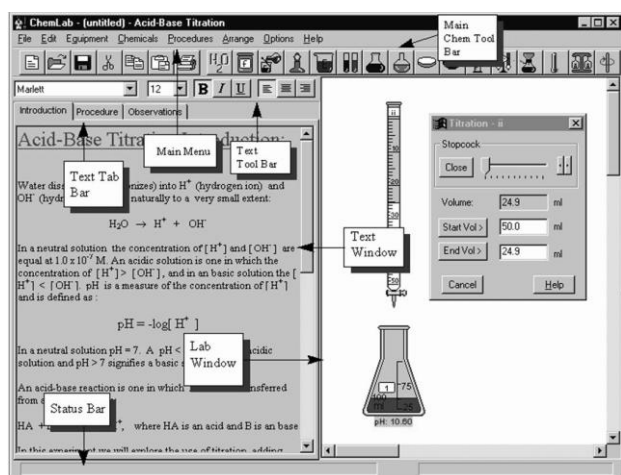 ChemLab - (untitled) - Acid-Base Titration
File Edit Equipment Chemicals Procedures Arrange Options Help
Main
Chem Tool
Bar
H₂O
Marlett
12
B I U
Introduction
Procedure
Observations
Acid-Base Titra
Introduction:
Main Menu
Text
Tool Bar
Text Tab
Bar
Water diss
onizes) into H⁺ (hydrogen ion) and
OH⁻ (hydr
naturally to a very small extent:
H₂O → H⁺ + OH⁻
In a neutral solution the concentration of [H⁺] and [OH⁻] are
equal at 1.0 x 10⁻⁷ M. An acidic solution is one in which the
concentration of [H⁺] > [OH⁻], and in an basic solution the [
H⁺] < [OH⁻]. pH is a measure of the concentration of [H⁺]
and is defined as :
Text
Window
pH = -log[ H⁺ ]
In a neutral solution pH = 7. A pH <
acidic
solution and pH > 7 signifies a basic s
Lab
Window
An acid-base reaction is one in which
nsferred
from a
Status Bar
HA +
⁺, where HA is an acid and B is an base
In this experiment we will explore the use of titration, adding
ii
10
20
30
50
Titration - ii
Stopcock
Close
Volume: 24.9 ml
Start Vol > 50.0 ml
End Vol > 24.9 ml
Cancel
Help
1
75
100
ml
25
pH: 10.60